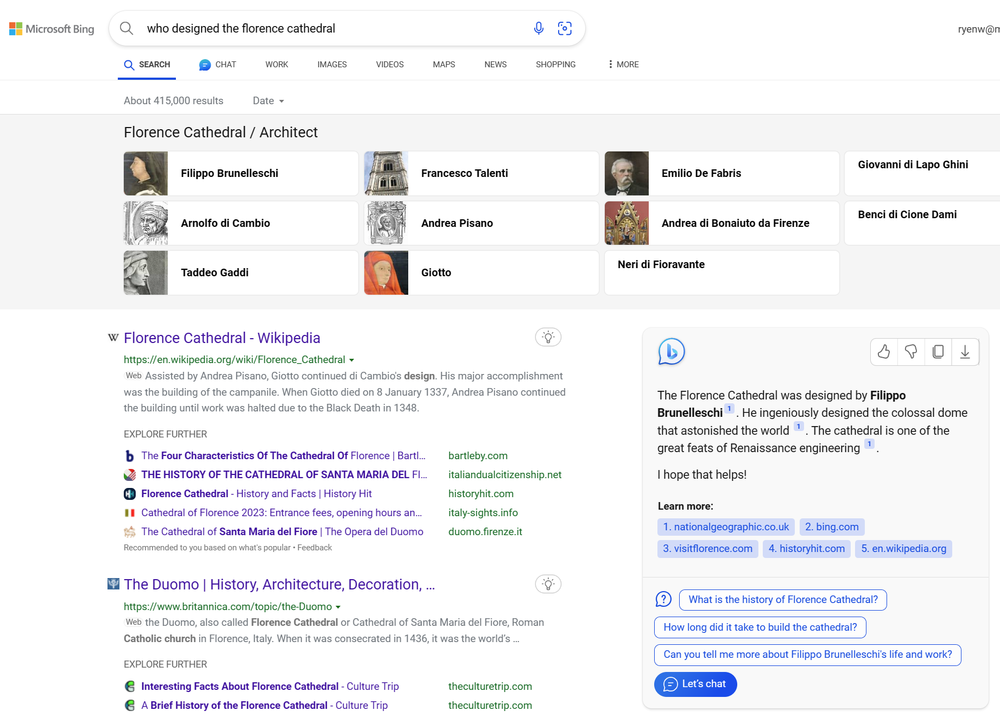 Microsoft Bing
who designed the florence cathedral
ryenw@m
SEARCH CHAT WORK IMAGES VIDEOS MAPS NEWS SHOPPING MORE
About 415,000 results Date
Florence Cathedral / Architect
Filippo Brunelleschi
Francesco Talenti
Emilio De Fabris
Giovanni di Lapo Ghini
Arnolfo di Cambio
Andrea Pisano
Andrea di Bonaiuto da Firenze
Benci di Cione Dami
Taddeo Gaddi
Giotto
Neri di Fioravante
W Florence Cathedral - Wikipedia
https://en.wikipedia.org/wiki/Florence_Cathedral
Web Assisted by Andrea Pisano, Giotto continued di Cambio's design. His major accomplishment
was the building of the campanile. When Giotto died on 8 January 1337, Andrea Pisano continued
the building until work was halted due to the Black Death in 1348.
EXPLORE FURTHER
b The Four Characteristics Of The Cathedral Of Florence | Bartl... bartleby.com
THE HISTORY OF THE CATHEDRAL OF SANTA MARIA DEL FI... italiandualcitizenship.net
Florence Cathedral - History and Facts | History Hit historyhit.com
Cathedral of Florence 2023: Entrance fees, opening hours an... italy-sights.info
The Cathedral of Santa Maria del Fiore | The Opera del Duomo duomo.firenze.it
Recommended to you based on what's popular • Feedback
The Duomo | History, Architecture, Decoration, ...
https://www.britannica.com/topic/the-Duomo
Web the Duomo, also called Florence Cathedral or Cathedral of Santa Maria del Fiore, Roman
Catholic church in Florence, Italy. When it was consecrated in 1436, it was the world’s ...
EXPLORE FURTHER
Interesting Facts About Florence Cathedral - Culture Trip theculturetrip.com
A Brief History of the Florence Cathedral - Culture Trip theculturetrip.com
b
The Florence Cathedral was designed by Filippo
Brunelleschi 1 . He ingeniously designed the colossal dome
that astonished the world 1 . The cathedral is one of the
great feats of Renaissance engineering 1 .
I hope that helps!
Learn more:
1. nationalgeographic.co.uk 2. bing.com
3. visitflorence.com 4. historyhit.com 5. en.wikipedia.org
? What is the history of Florence Cathedral?
How long did it take to build the cathedral?
Can you tell me more about Filippo Brunelleschi's life and work?
Let’s chat